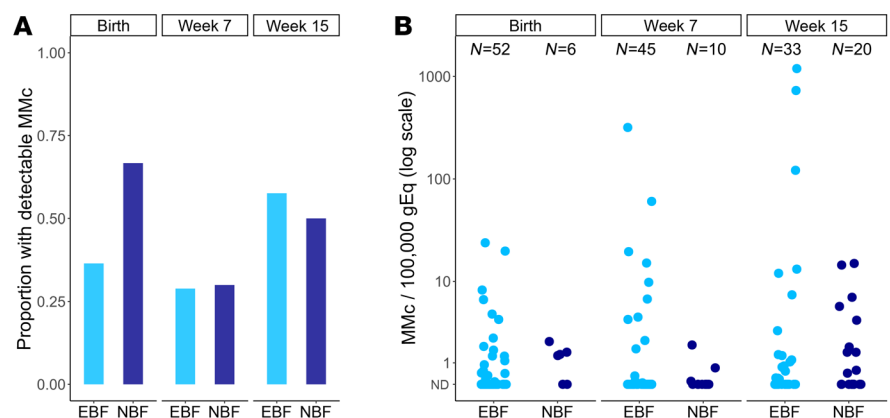 A
Birth
Week 7
Week 15
Proportion with detectable MMc
1.00
0.75
0.50
0.25
0.00
EBF NBF EBF NBF EBF NBF
B
Birth
Week 7
Week 15
N=52 N=6 N=45 N=10 N=33 N=20
MMc / 100,000 gEq (log scale)
1000
100
10
1
ND
EBF NBF EBF NBF EBF NBF